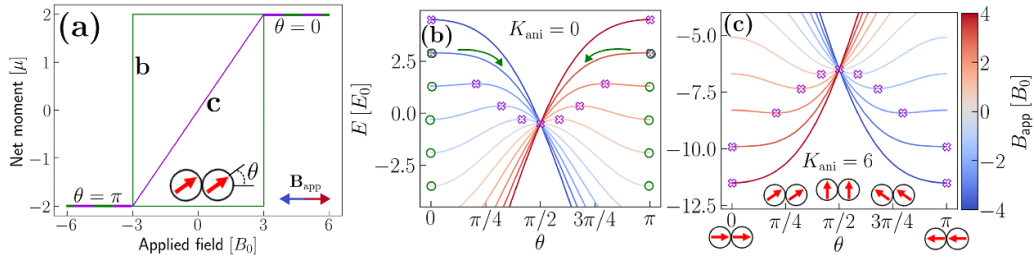 (a)
Net moment [μ]
2
1
0
−1
−2
b
c
θ = 0
θ = π
θ
B_app
−6
−3
0
3
6
Applied field [B_0]
(b)
K_ani = 0
E [E_0]
2.5
0.0
−2.5
0
π/4
π/2
3π/4
π
θ
(c)
−5.0
−7.5
−10.0
−12.5
K_ani = 6
0
π/4
π/2
3π/4
π
θ
4
2
0
−2
−4
B_app [B_0]